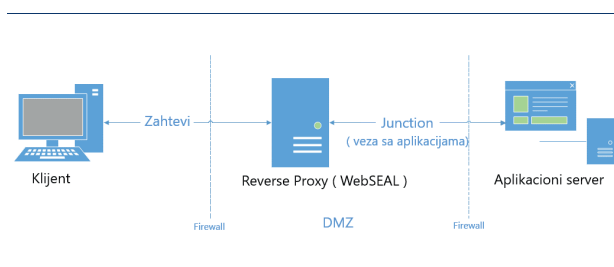 Zahtevi
Junction
( veza sa aplikacijama)
Klijent
Reverse Proxy ( WebSEAL )
Aplikacioni server
Firewall
DMZ
Firewall